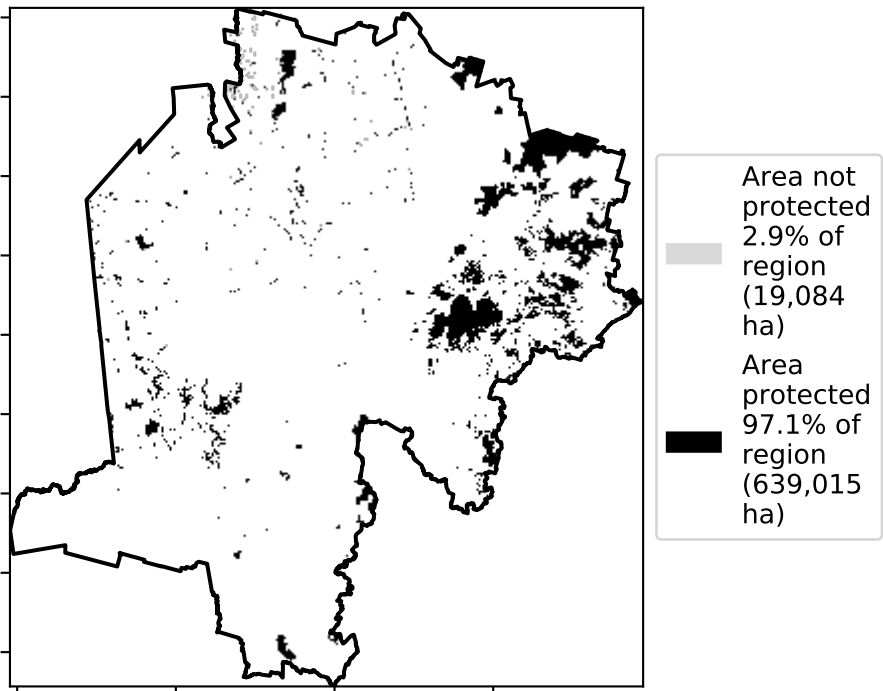 Area not
protected
2.9% of
region
(19,084
ha)
Area
protected
97.1% of
region
(639,015
ha)